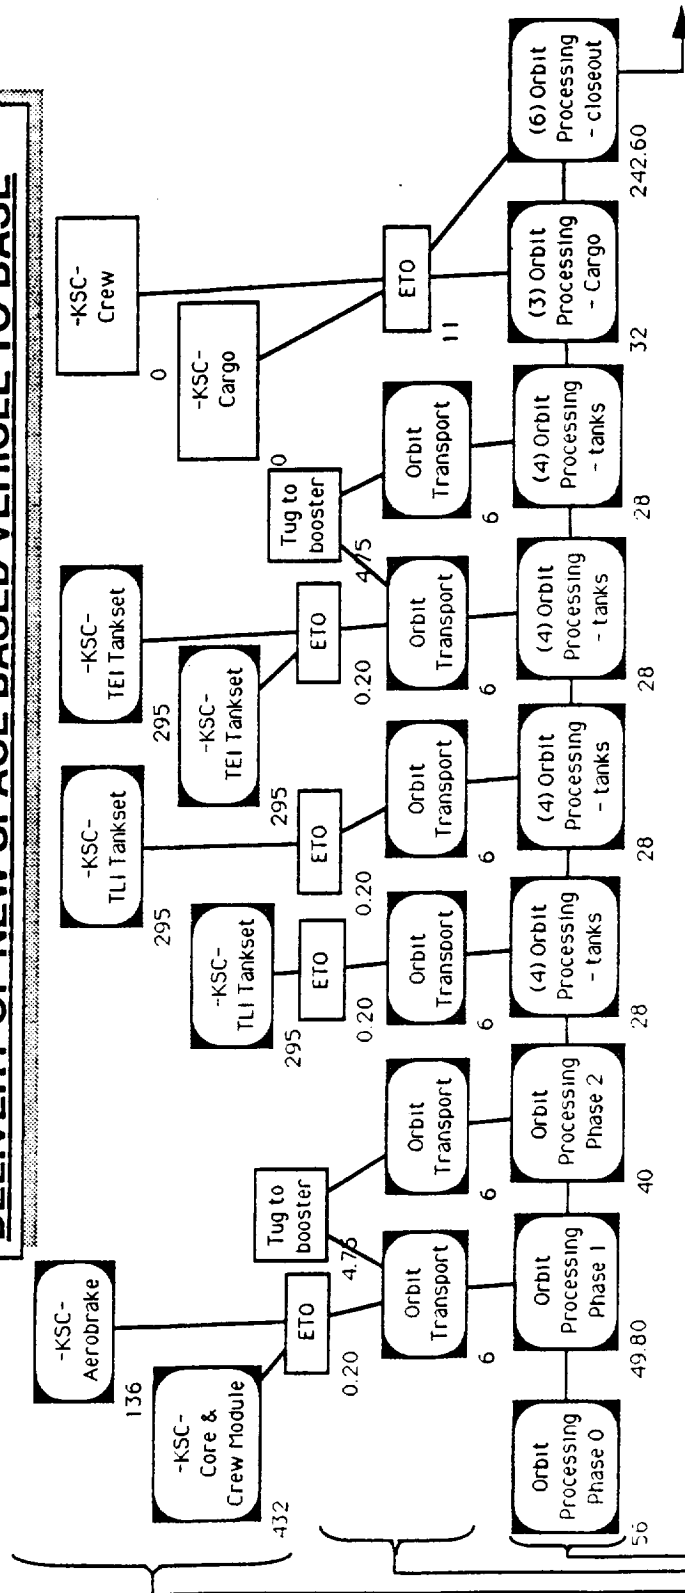 DELIVERY OF NEW SPACE BASED VEHICLE TO BASE
-KSC-
Aerobrake
136
-KSC-
Core &
Crew Module
432
ETO
0.20
Tug to
booster
4.75
Orbit
Transport
6
Orbit
Transport
6
Orbit
Processing
Phase 0
56
Orbit
Processing
Phase 1
49.80
Orbit
Processing
Phase 2
40
-KSC-
TLI Tankset
295
ETO
0.20
Orbit
Transport
6
(4) Orbit
Processing
- tanks
28
-KSC-
TLI Tankset
295
ETO
0.20
Orbit
Transport
6
(4) Orbit
Processing
- tanks
28
-KSC-
TEI Tankset
295
-KSC-
TEI Tankset
295
ETO
0.20
Orbit
Transport
6
(4) Orbit
Processing
- tanks
28
Tug to
booster
4.75
Orbit
Transport
6
(4) Orbit
Processing
- tanks
28
-KSC-
Crew
0
-KSC-
Cargo
0
ETO
11
(3) Orbit
Processing
- Cargo
32
(6) Orbit
Processing
- closeout
242.60